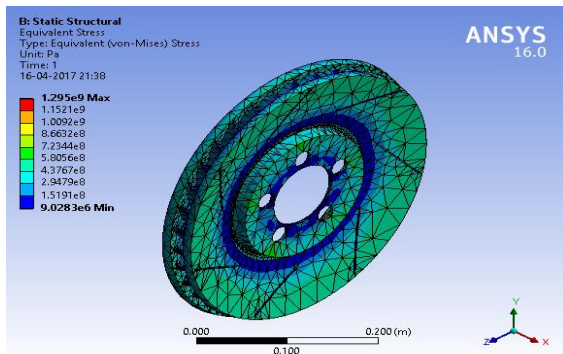 B: Static Structural
Equivalent Stress
Type: Equivalent (von-Mises) Stress
Unit: Pa
Time: 1
16-04-2017 21:38
ANSYS
16.0
1.295e9 Max
1.1521e9
1.0092e9
8.6632e8
7.2344e8
5.8056e8
4.3767e8
2.9479e8
1.5191e8
9.0283e6 Min
0.000
0.200 (m)
0.100
Y
Z
X